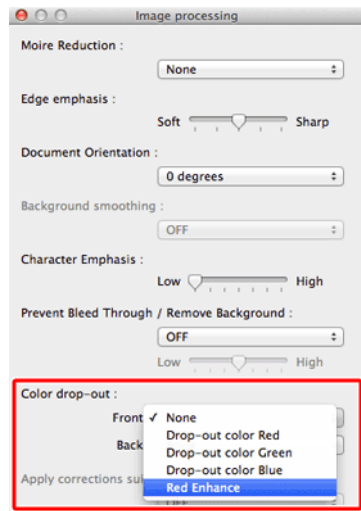 Image processing
Moire Reduction :
None
Edge emphasis :
Soft Sharp
Document Orientation :
0 degrees
Background smoothing :
OFF
Character Emphasis :
Low High
Prevent Bleed Through / Remove Background :
OFF
Low High
Color drop-out :
Front ✓ None
Drop-out color Red
Drop-out color Green
Back Drop-out color Blue
Red Enhance
Apply corrections
OFF